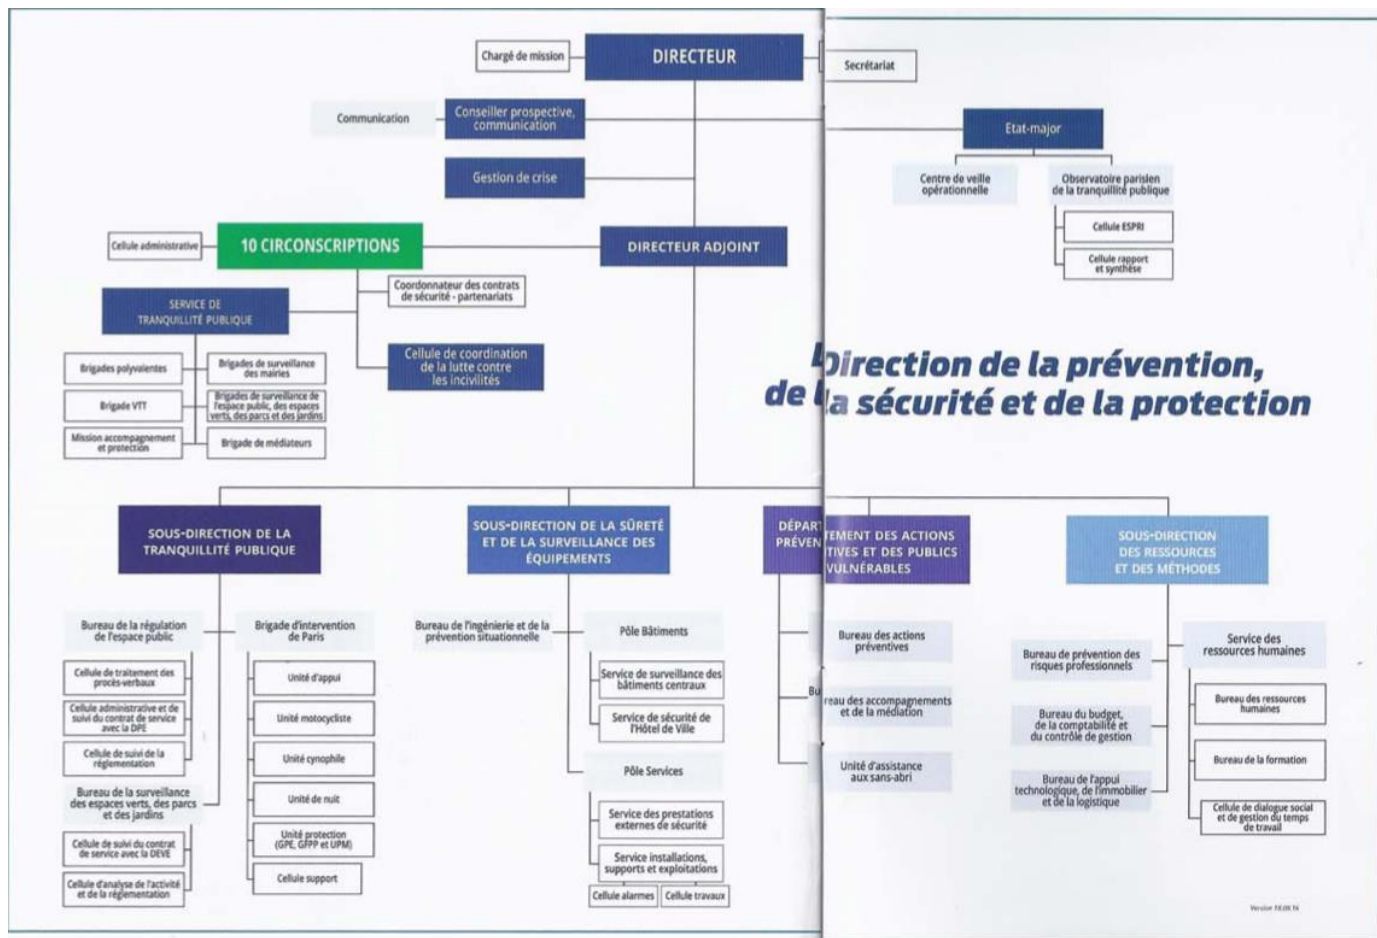 Chargé de mission
DIRECTEUR
Secrétariat
Communication
Conseiller prospective,
communication
Etat-major
Gestion de crise
Centre de veille
opérationnelle
Observatoire parisien
de la tranquillité publique
Cellule ESPRI
Cellule rapport
et synthèse
Cellule administrative
10 CIRCONSCRIPTIONS
DIRECTEUR ADJOINT
Coordonnateur des contrats
de sécurité - partenariats
SERVICE DE
TRANQUILLITÉ PUBLIQUE
Cellule de coordination
de la lutte contre
les incivilités
Brigades polyvalentes
Brigades de surveillance
des mairies
Brigade VTT
Brigades de surveillance de
l'espace public, des espaces
verts, des parcs et des jardins
Mission accompagnement
et protection
Brigade de médiateurs
Direction de la prévention,
de la sécurité et de la protection
SOUS-DIRECTION DE LA
TRANQUILLITÉ PUBLIQUE
Bureau de la régulation
de l'espace public
Cellule de traitement des
procès-verbaux
Cellule administrative et de
suivi du contrat de service
avec la DPE
Cellule de suivi de la
réglementation
Bureau de la surveillance
des espaces verts, des parcs
et des jardins
Cellule de suivi du contrat
de service avec la DEVE
Cellule d'analyse de l'activité
et de la réglementation
Brigade d'intervention
de Paris
Unité d'appui
Unité motocycliste
Unité cynophile
Unité de nuit
Unité protection
(GPE, GFPP et UPM)
Cellule support
SOUS-DIRECTION DE LA SÛRETÉ
ET DE LA SURVEILLANCE DES
ÉQUIPEMENTS
Bureau de l'ingénierie et de la
prévention situationnelle
Pôle Bâtiments
Service de surveillance des
bâtiments centraux
Service de sécurité de
l'Hôtel de Ville
Pôle Services
Service des prestations
externes de sécurité
Service installations,
supports et exploitations
Cellule alarmes
Cellule travaux
DÉPARTEMENT DES ACTIONS
PRÉVENTIVES ET DES PUBLICS
VULNÉRABLES
Bureau des actions
préventives
Bureau des accompagnements
et de la médiation
Unité d'assistance
aux sans-abri
SOUS-DIRECTION
DES RESSOURCES
ET DES MÉTHODES
Bureau de prévention des
risques professionnels
Bureau du budget,
de la comptabilité et
du contrôle de gestion
Bureau de l'appui
technologique, de l'immobilier
et de la logistique
Service des
ressources humaines
Bureau des ressources
humaines
Bureau de la formation
Cellule de dialogue social
et de gestion du temps
de travail
Version